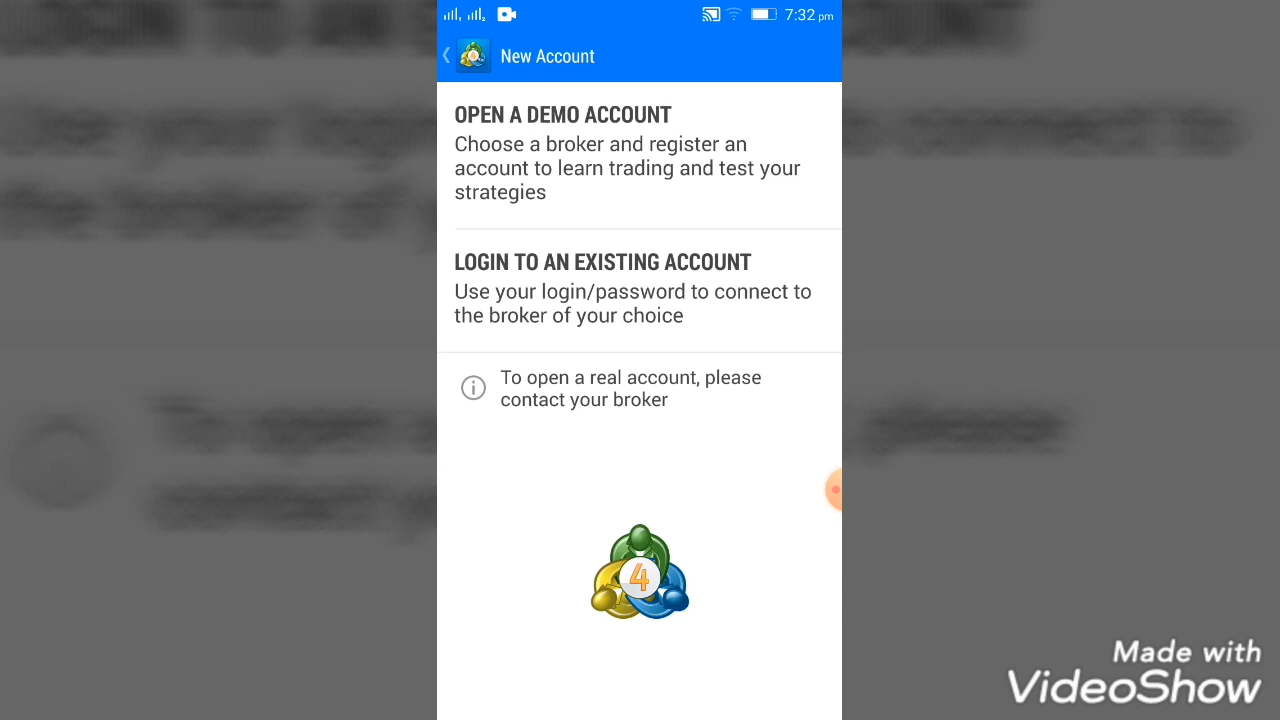 7:32 pm
New Account
OPEN A DEMO ACCOUNT
Choose a broker and register an
account to learn trading and test your
strategies
LOGIN TO AN EXISTING ACCOUNT
Use your login/password to connect to
the broker of your choice
To open a real account, please
contact your broker
4
Made with
VideoShow